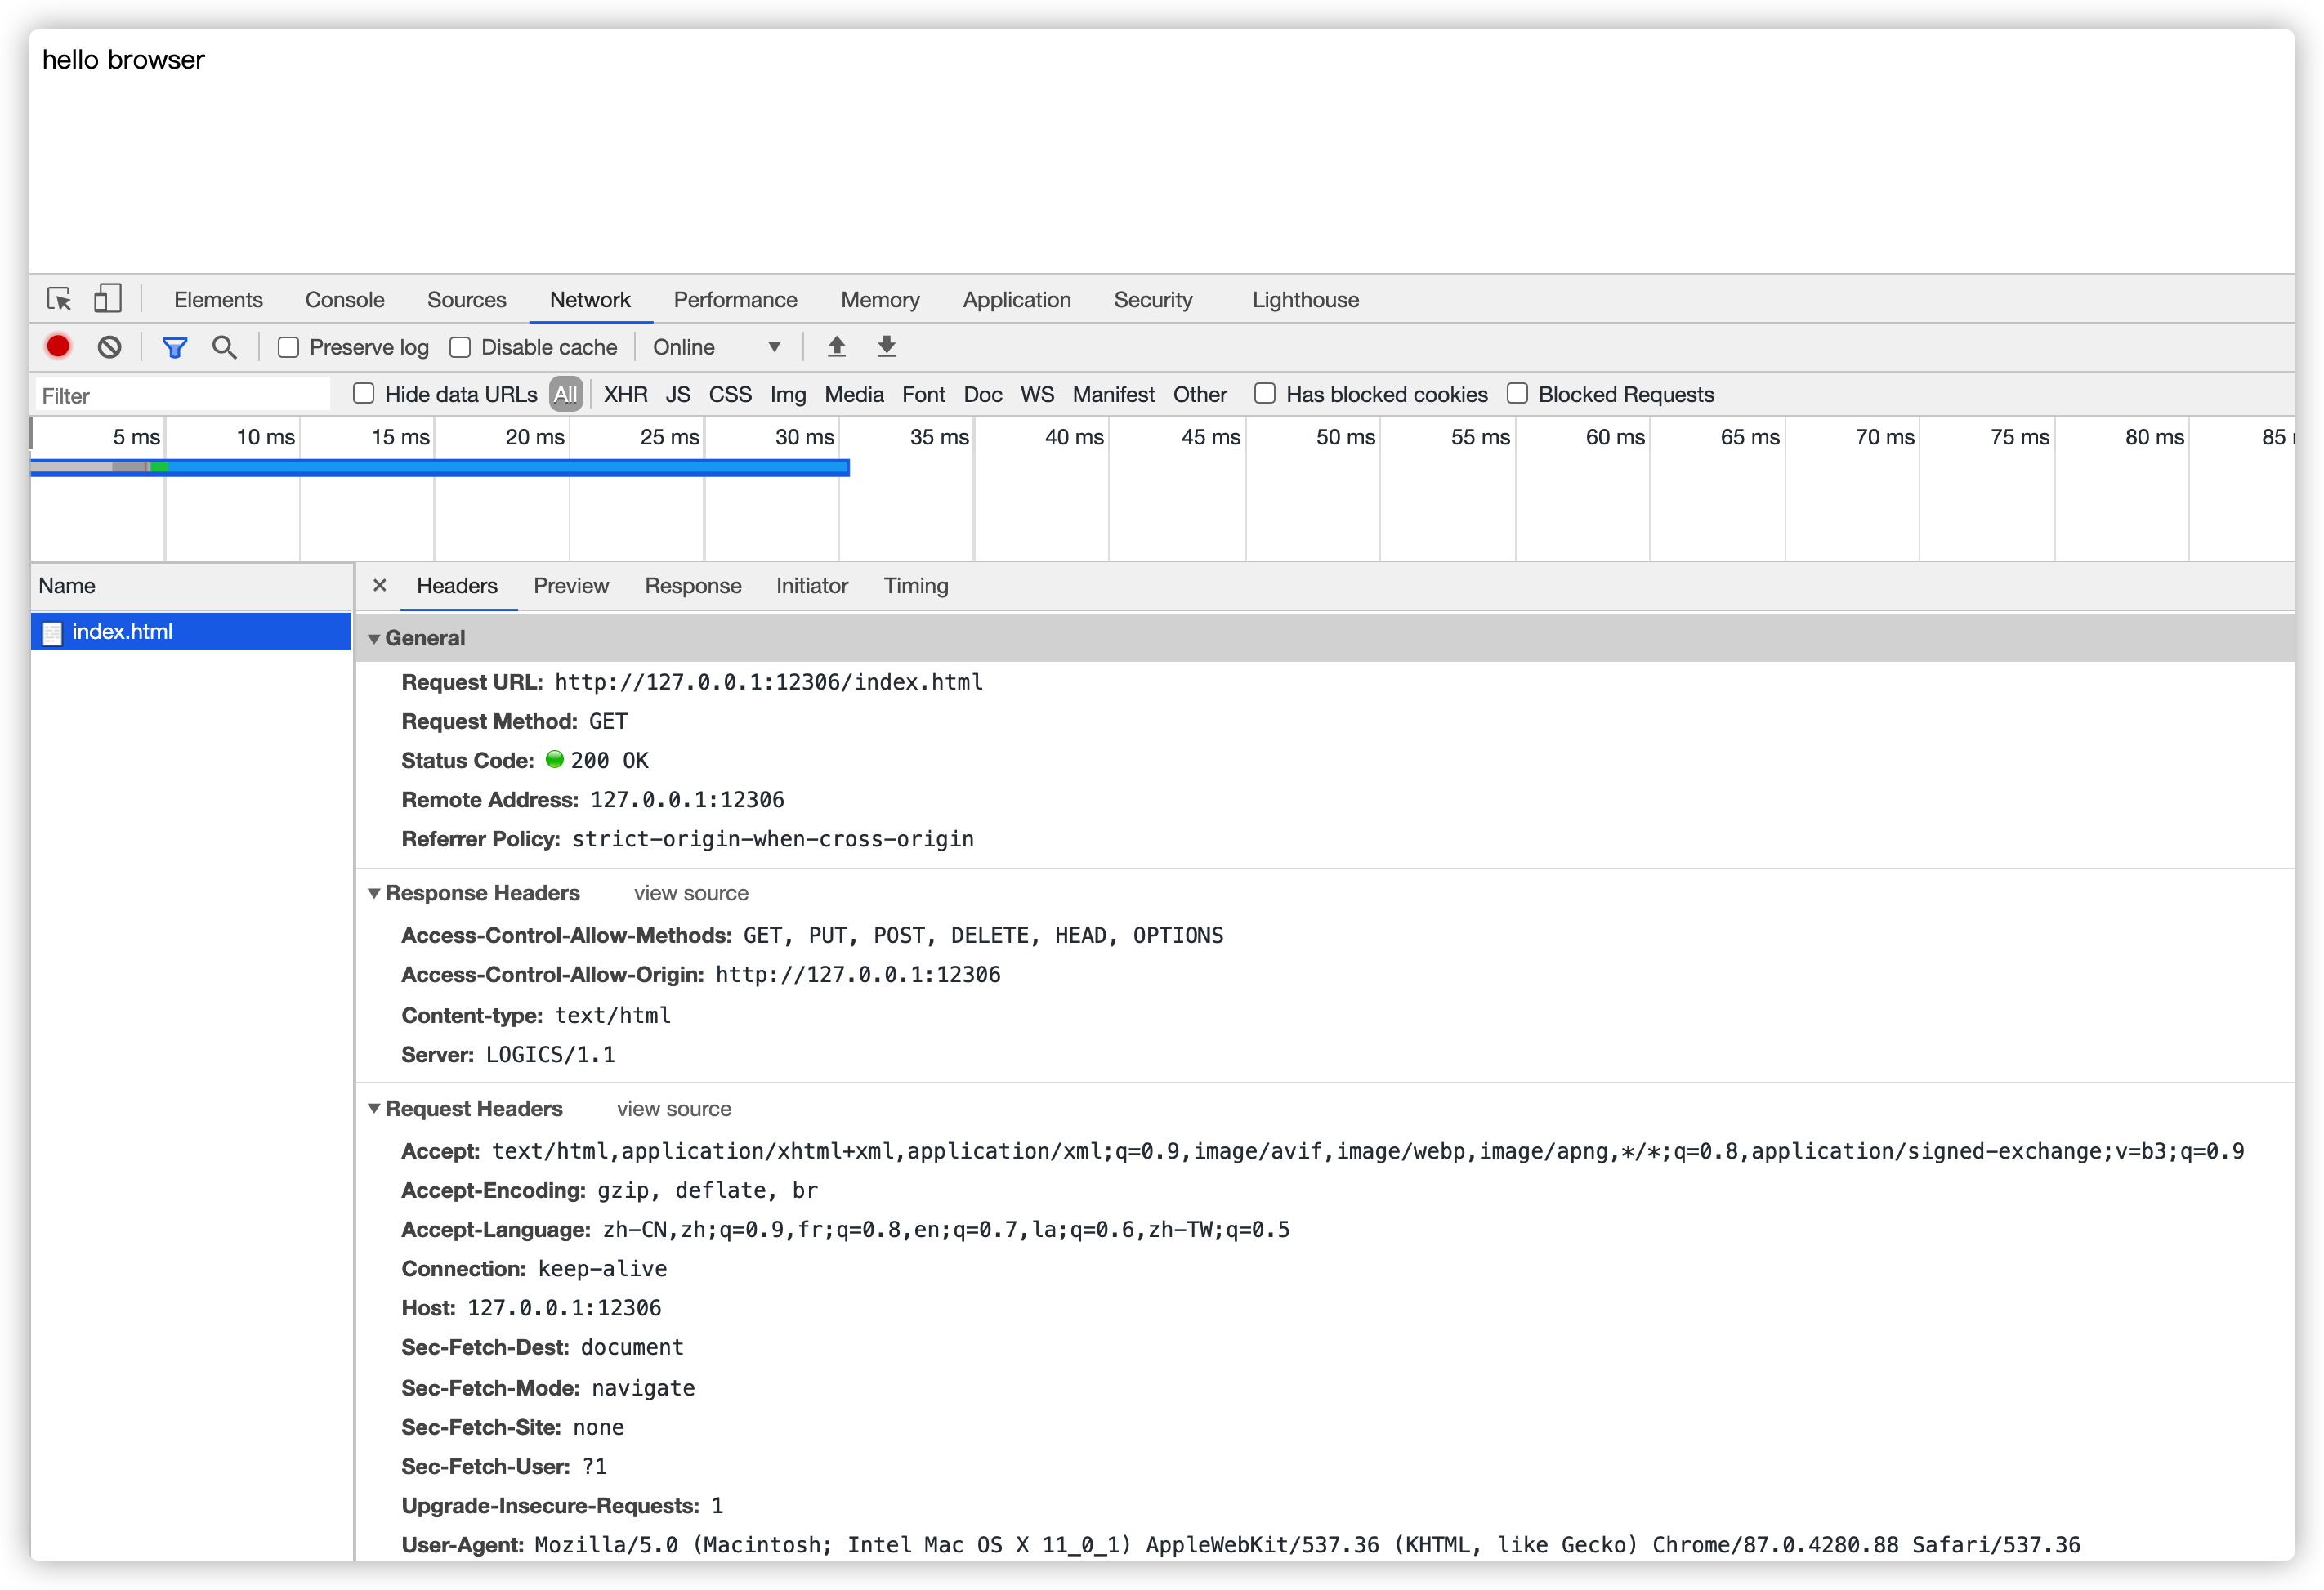 hello browser
Elements Console Sources Network Performance Memory Application Security Lighthouse
Preserve log Disable cache Online
Filter Hide data URLs All XHR JS CSS Img Media Font Doc WS Manifest Other Has blocked cookies Blocked Requests
5 ms 10 ms 15 ms 20 ms 25 ms 30 ms 35 ms 40 ms 45 ms 50 ms 55 ms 60 ms 65 ms 70 ms 75 ms 80 ms 85
Name Headers Preview Response Initiator Timing
index.html
General
Request URL: http://127.0.0.1:12306/index.html
Request Method: GET
Status Code: 200 OK
Remote Address: 127.0.0.1:12306
Referrer Policy: strict-origin-when-cross-origin
Response Headers view source
Access-Control-Allow-Methods: GET, PUT, POST, DELETE, HEAD, OPTIONS
Access-Control-Allow-Origin: http://127.0.0.1:12306
Content-type: text/html
Server: LOGICS/1.1
Request Headers view source
Accept: text/html,application/xhtml+xml,application/xml;q=0.9,image/avif,image/webp,image/apng,*/*;q=0.8,application/signed-exchange;v=b3;q=0.9
Accept-Encoding: gzip, deflate, br
Accept-Language: zh-CN,zh;q=0.9,fr;q=0.8,en;q=0.7,la;q=0.6,zh-TW;q=0.5
Connection: keep-alive
Host: 127.0.0.1:12306
Sec-Fetch-Dest: document
Sec-Fetch-Mode: navigate
Sec-Fetch-Site: none
Sec-Fetch-User: ?1
Upgrade-Insecure-Requests: 1
User-Agent: Mozilla/5.0 (Macintosh; Intel Mac OS X 11_0_1) AppleWebKit/537.36 (KHTML, like Gecko) Chrome/87.0.4280.88 Safari/537.36